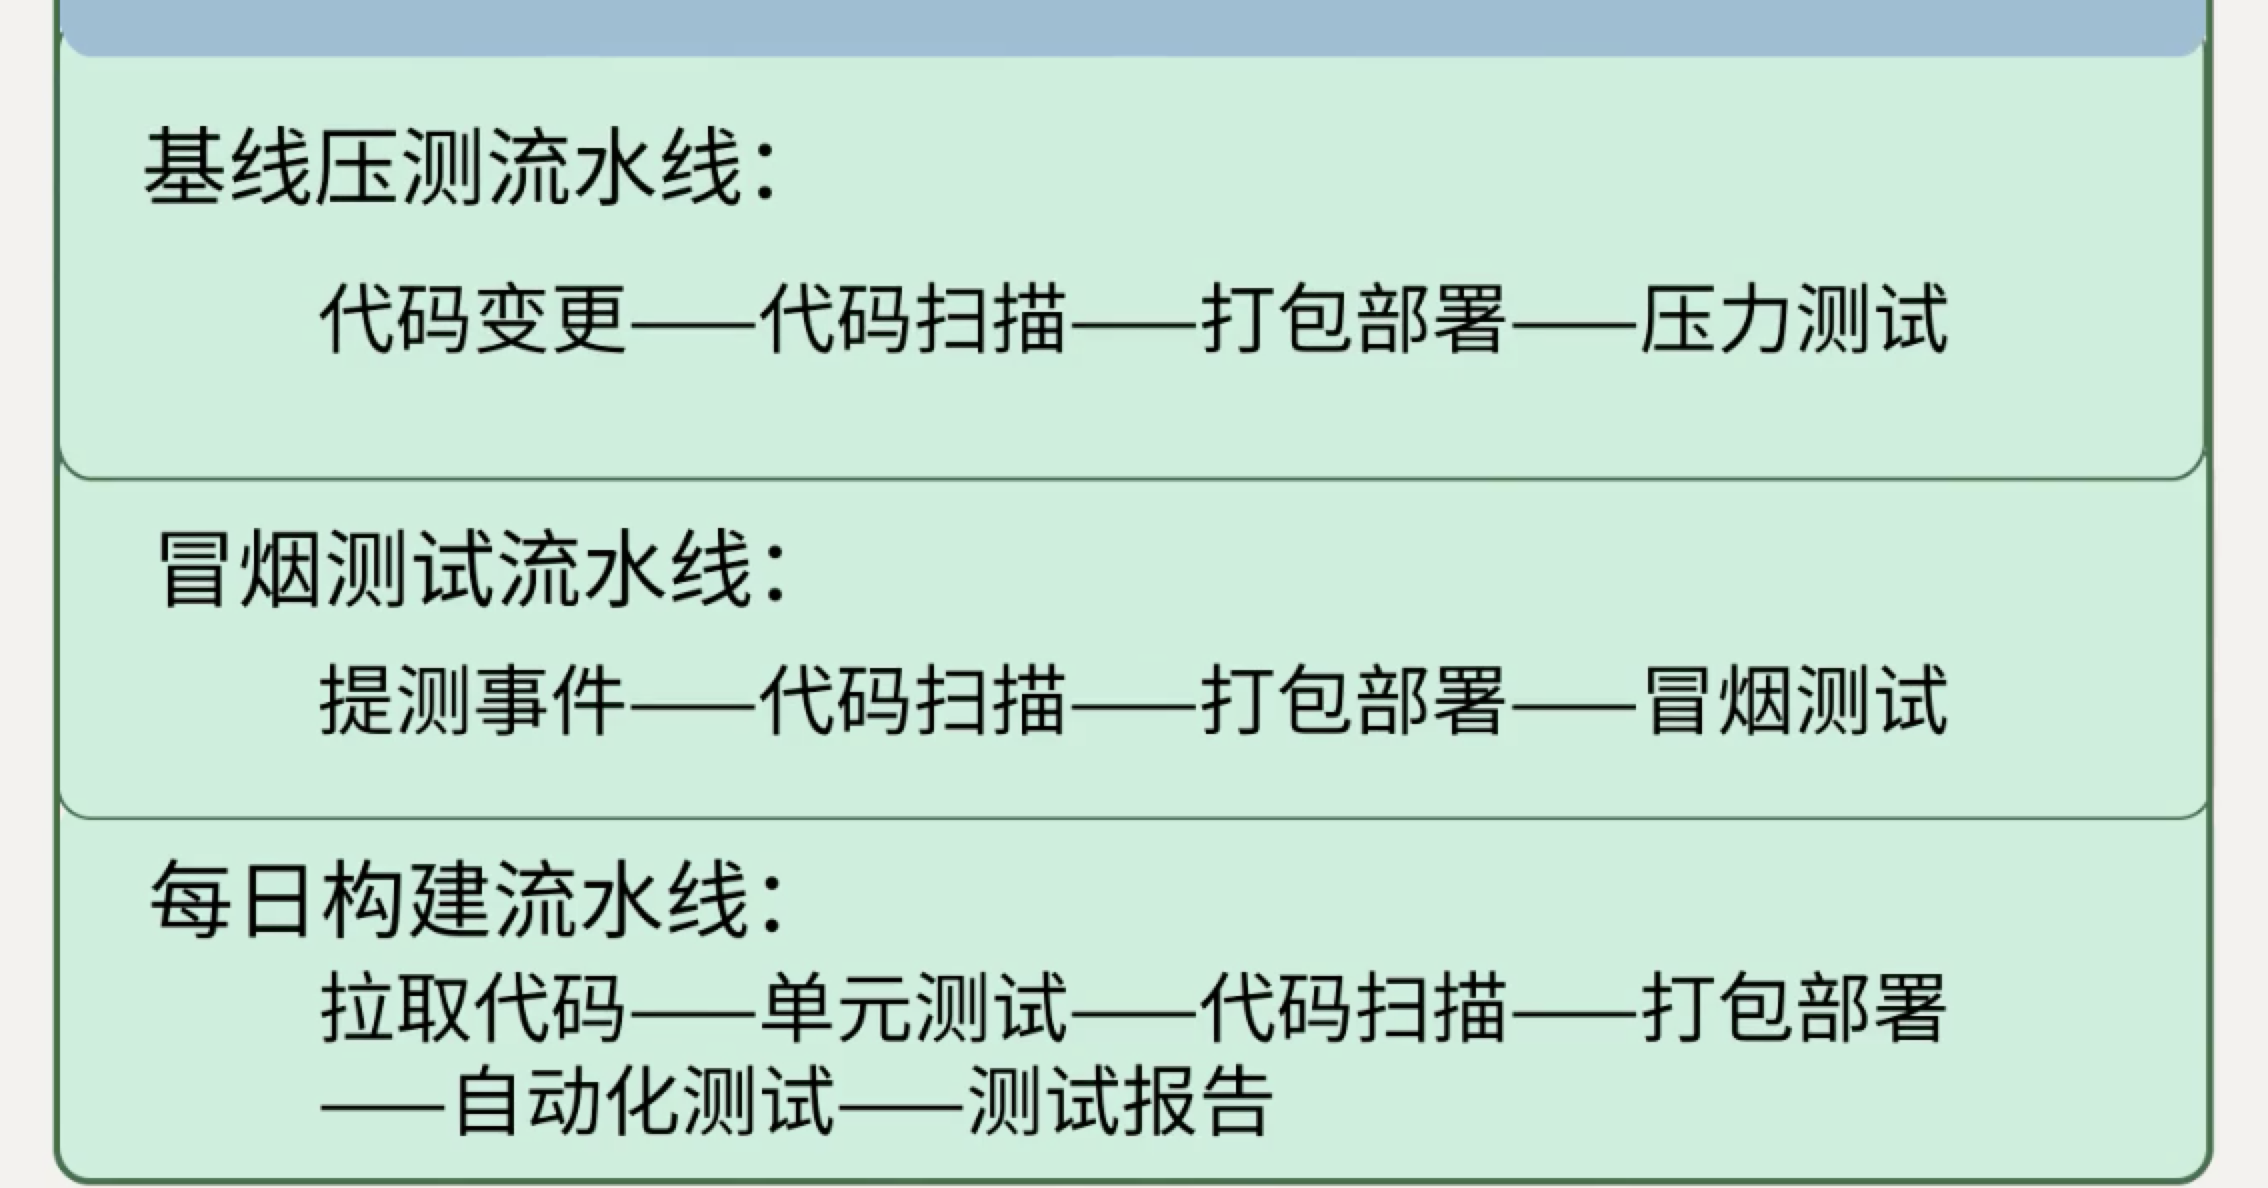 基线压测流水线：
代码变更——代码扫描——打包部署——压力测试
冒烟测试流水线：
提测事件——代码扫描——打包部署——冒烟测试
每日构建流水线：
拉取代码——单元测试——代码扫描——打包部署
——自动化测试——测试报告